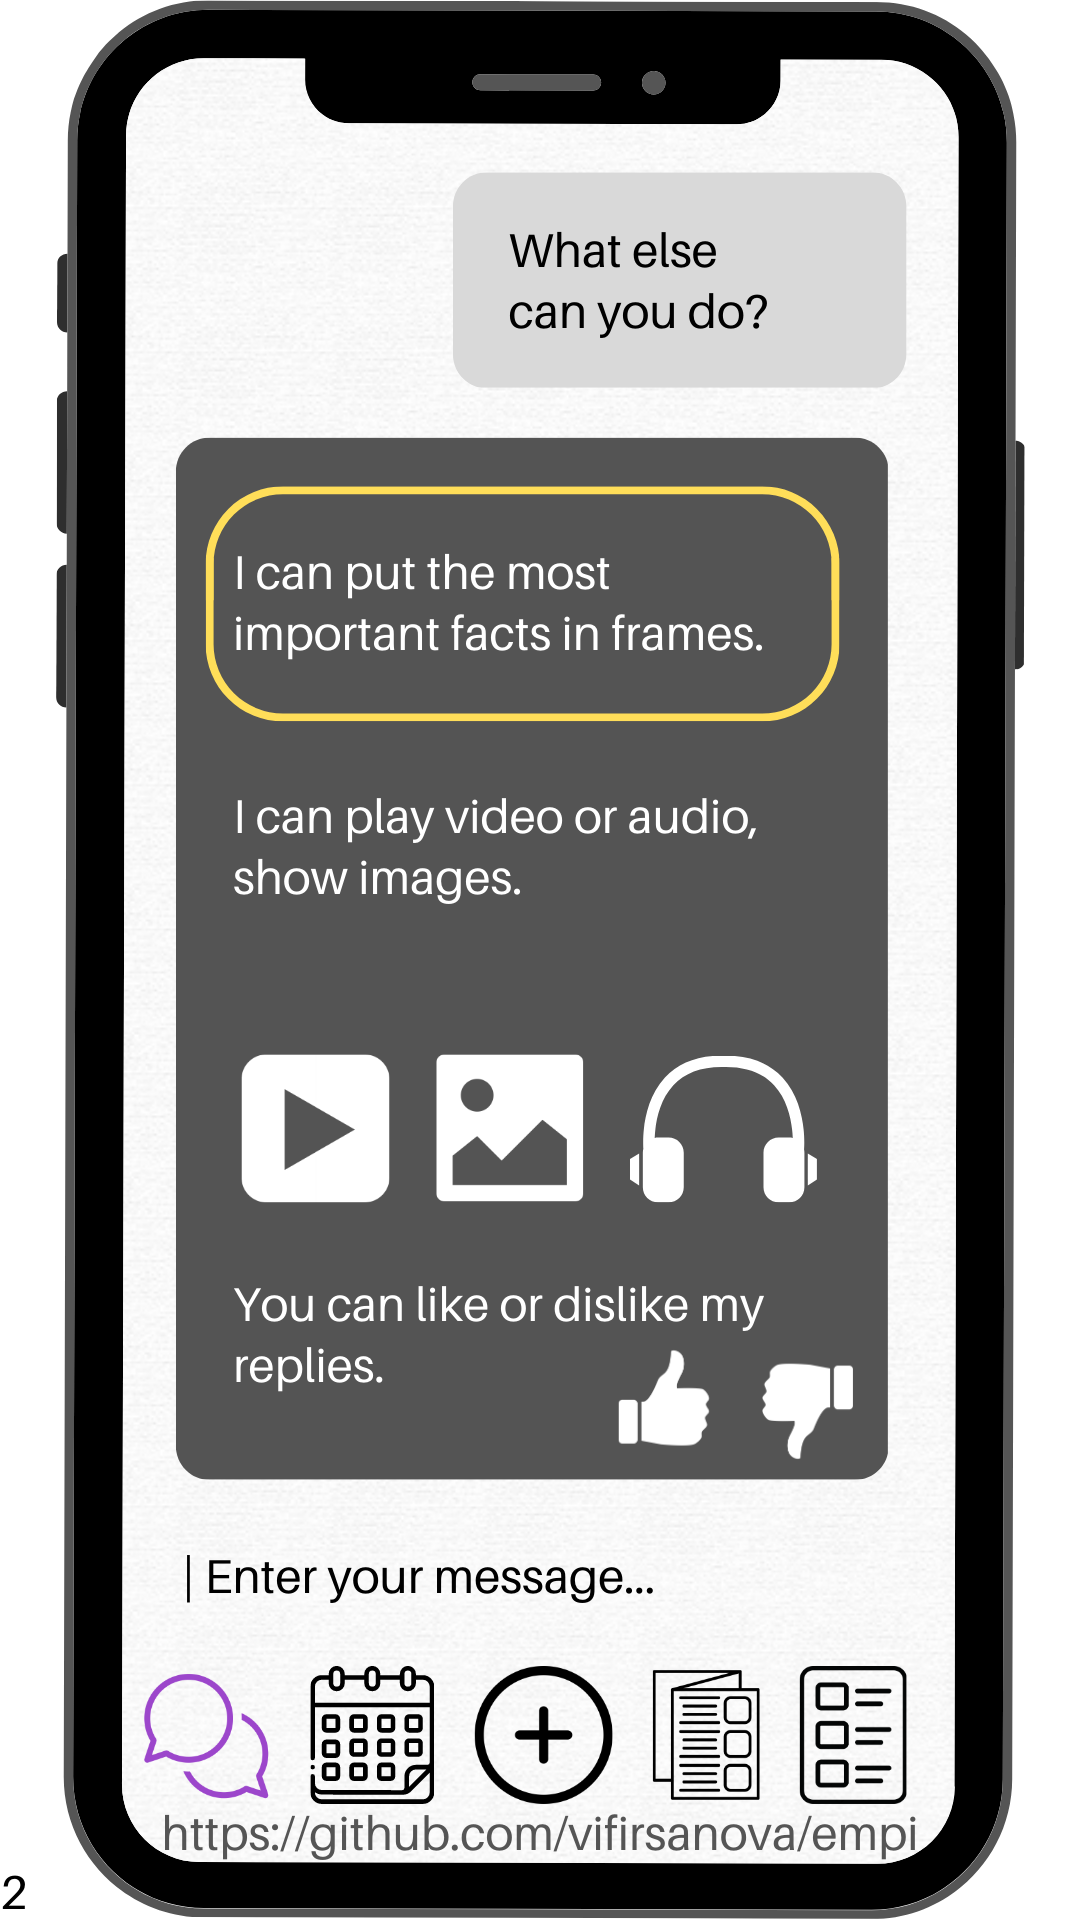 What else
can you do?
I can put the most
important facts in frames.
I can play video or audio,
show images.
You can like or dislike my
replies.
| Enter your message...
https://github.com/vifirsanova/empi
2